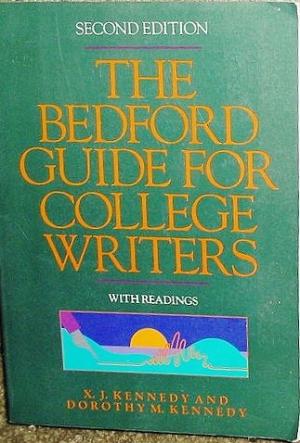 SECOND EDITION
THE
BEDFORD
GUIDE FOR
COLLEGE
WRITERS
WITH READINGS
X. J. KENNEDY AND
DOROTHY M. KENNEDY